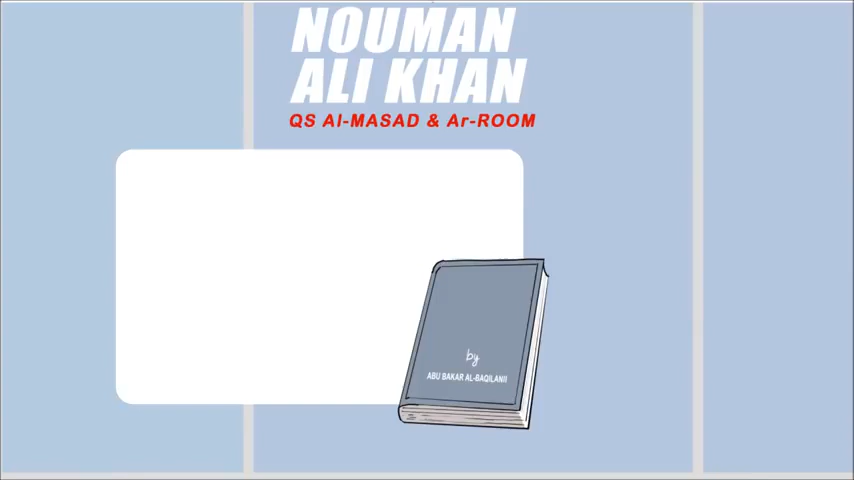 NOUMAN
ALI KHAN
QS Al-MASAD & Ar-ROOM
by
ABU BAKAR AL-BAQILANII